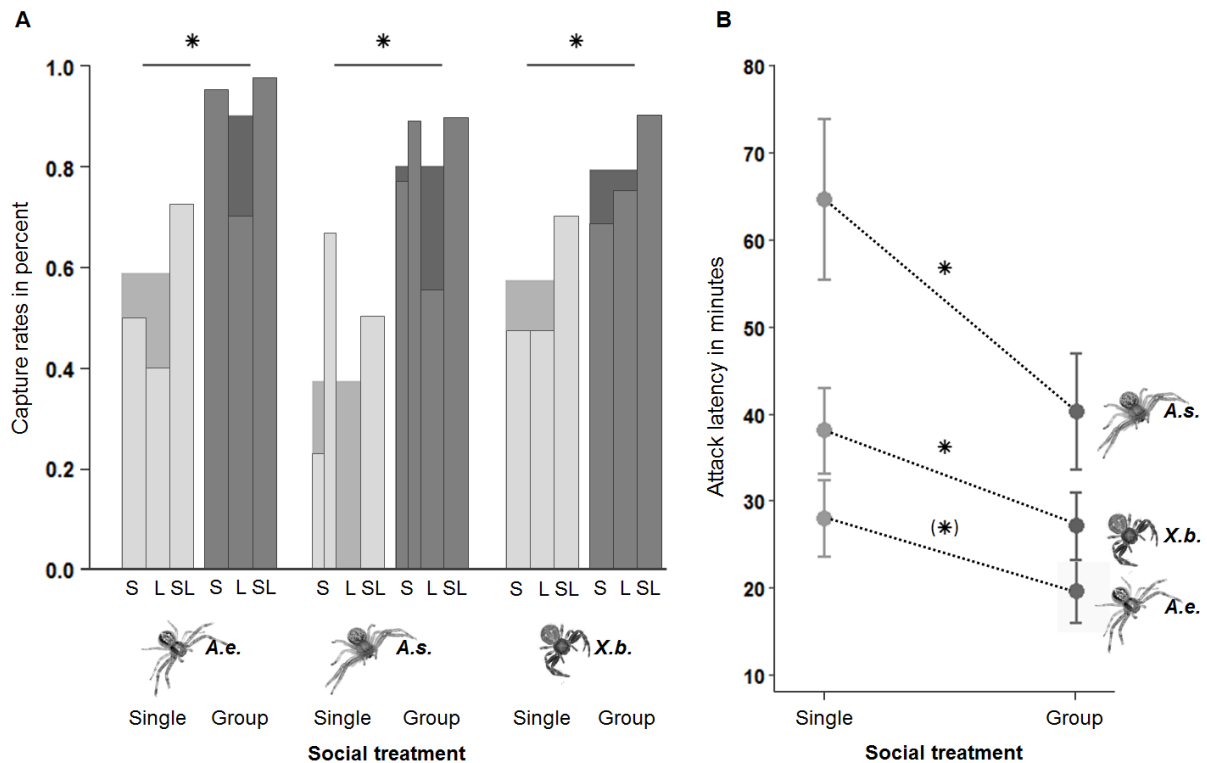 A
✳ ✳ ✳
Capture rates in percent
1.0
0.8
0.6
0.4
0.2
0.0
S L SL S L SL S L SL S L SL S L SL S L SL
A.e. A.s. X.b.
Single Group Single Group Single Group
Social treatment
B
Attack latency in minutes
80
70
60
50
40
30
20
10
✳
✳
(✳)
A.s.
X.b.
A.e.
Single Group
Social treatment